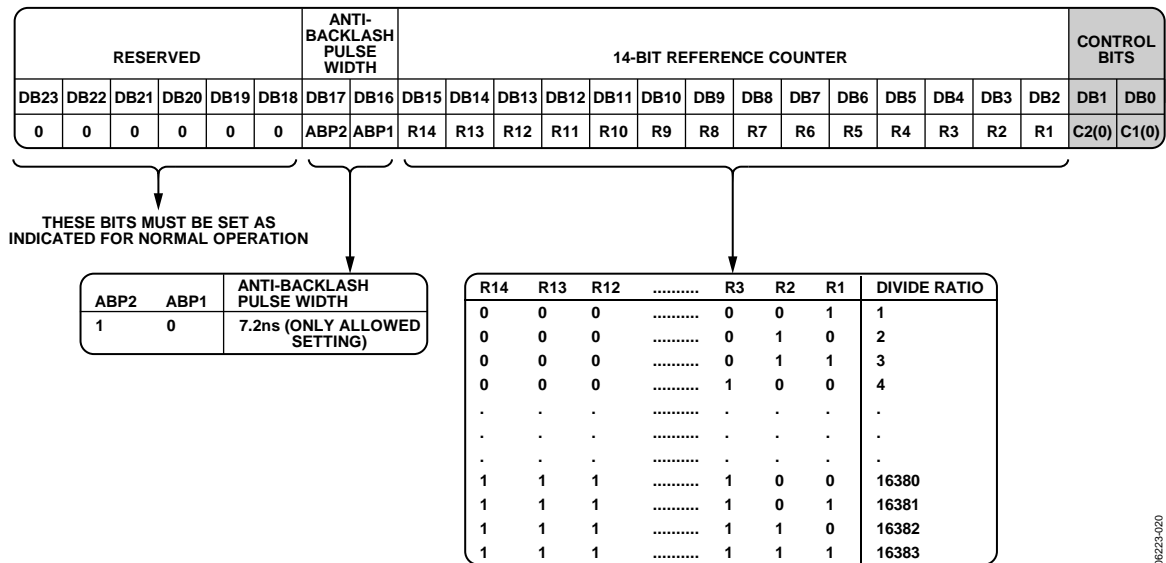 RESERVED
ANTI-
BACKLASH
PULSE
WIDTH
14-BIT REFERENCE COUNTER
CONTROL
BITS
DB23 DB22 DB21 DB20 DB19 DB18 DB17 DB16 DB15 DB14 DB13 DB12 DB11 DB10 DB9 DB8 DB7 DB6 DB5 DB4 DB3 DB2 DB1 DB0
0 0 0 0 0 0 ABP2 ABP1 R14 R13 R12 R11 R10 R9 R8 R7 R6 R5 R4 R3 R2 R1 C2(0) C1(0)
THESE BITS MUST BE SET AS
INDICATED FOR NORMAL OPERATION
ABP2 ABP1 ANTI-BACKLASH
PULSE WIDTH
1 0 7.2ns (ONLY ALLOWED
SETTING)
R14 R13 R12 .......... R3 R2 R1 DIVIDE RATIO
0 0 0 .......... 0 0 1 1
0 0 0 .......... 0 1 0 2
0 0 0 .......... 0 1 1 3
0 0 0 .......... 1 0 0 4
. . . .......... . . . .
. . . .......... . . . .
. . . .......... . . . .
1 1 1 .......... 1 0 0 16380
1 1 1 .......... 1 0 1 16381
1 1 1 .......... 1 1 0 16382
1 1 1 .......... 1 1 1 16383
06223-020